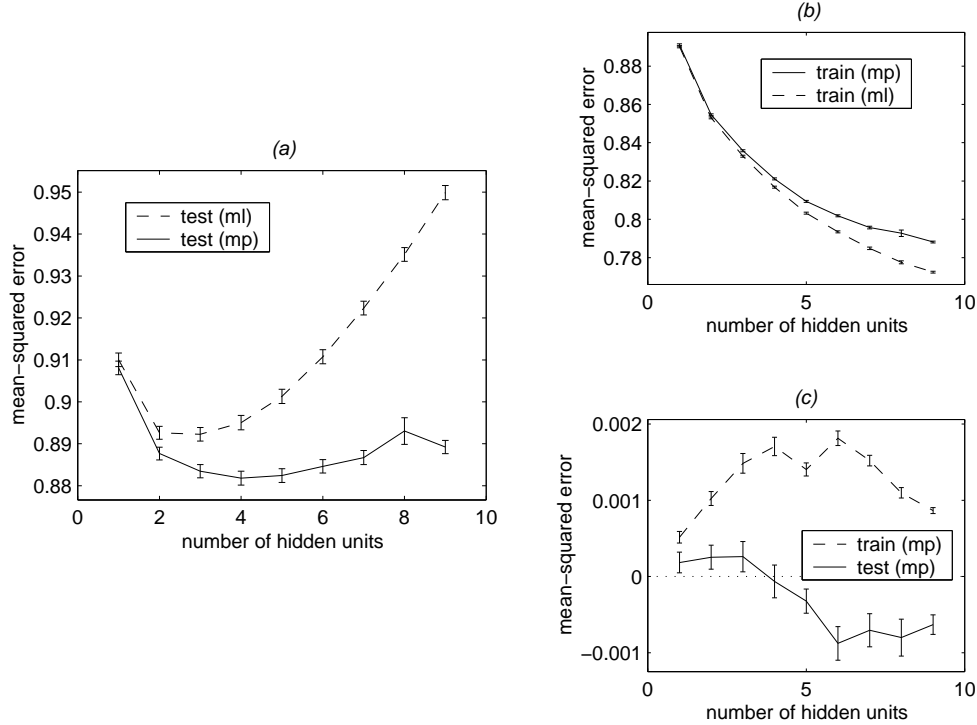 (a)
mean−squared error
0.95
0.94
0.93
0.92
0.91
0.9
0.89
0.88
test (ml)
test (mp)
0 2 4 6 8 10
number of hidden units
(b)
mean−squared error
0.88
0.86
0.84
0.82
0.8
0.78
train (mp)
train (ml)
0 5 10
number of hidden units
(c)
mean−squared error
0.002
0.001
0
−0.001
train (mp)
test (mp)
0 5 10
number of hidden units